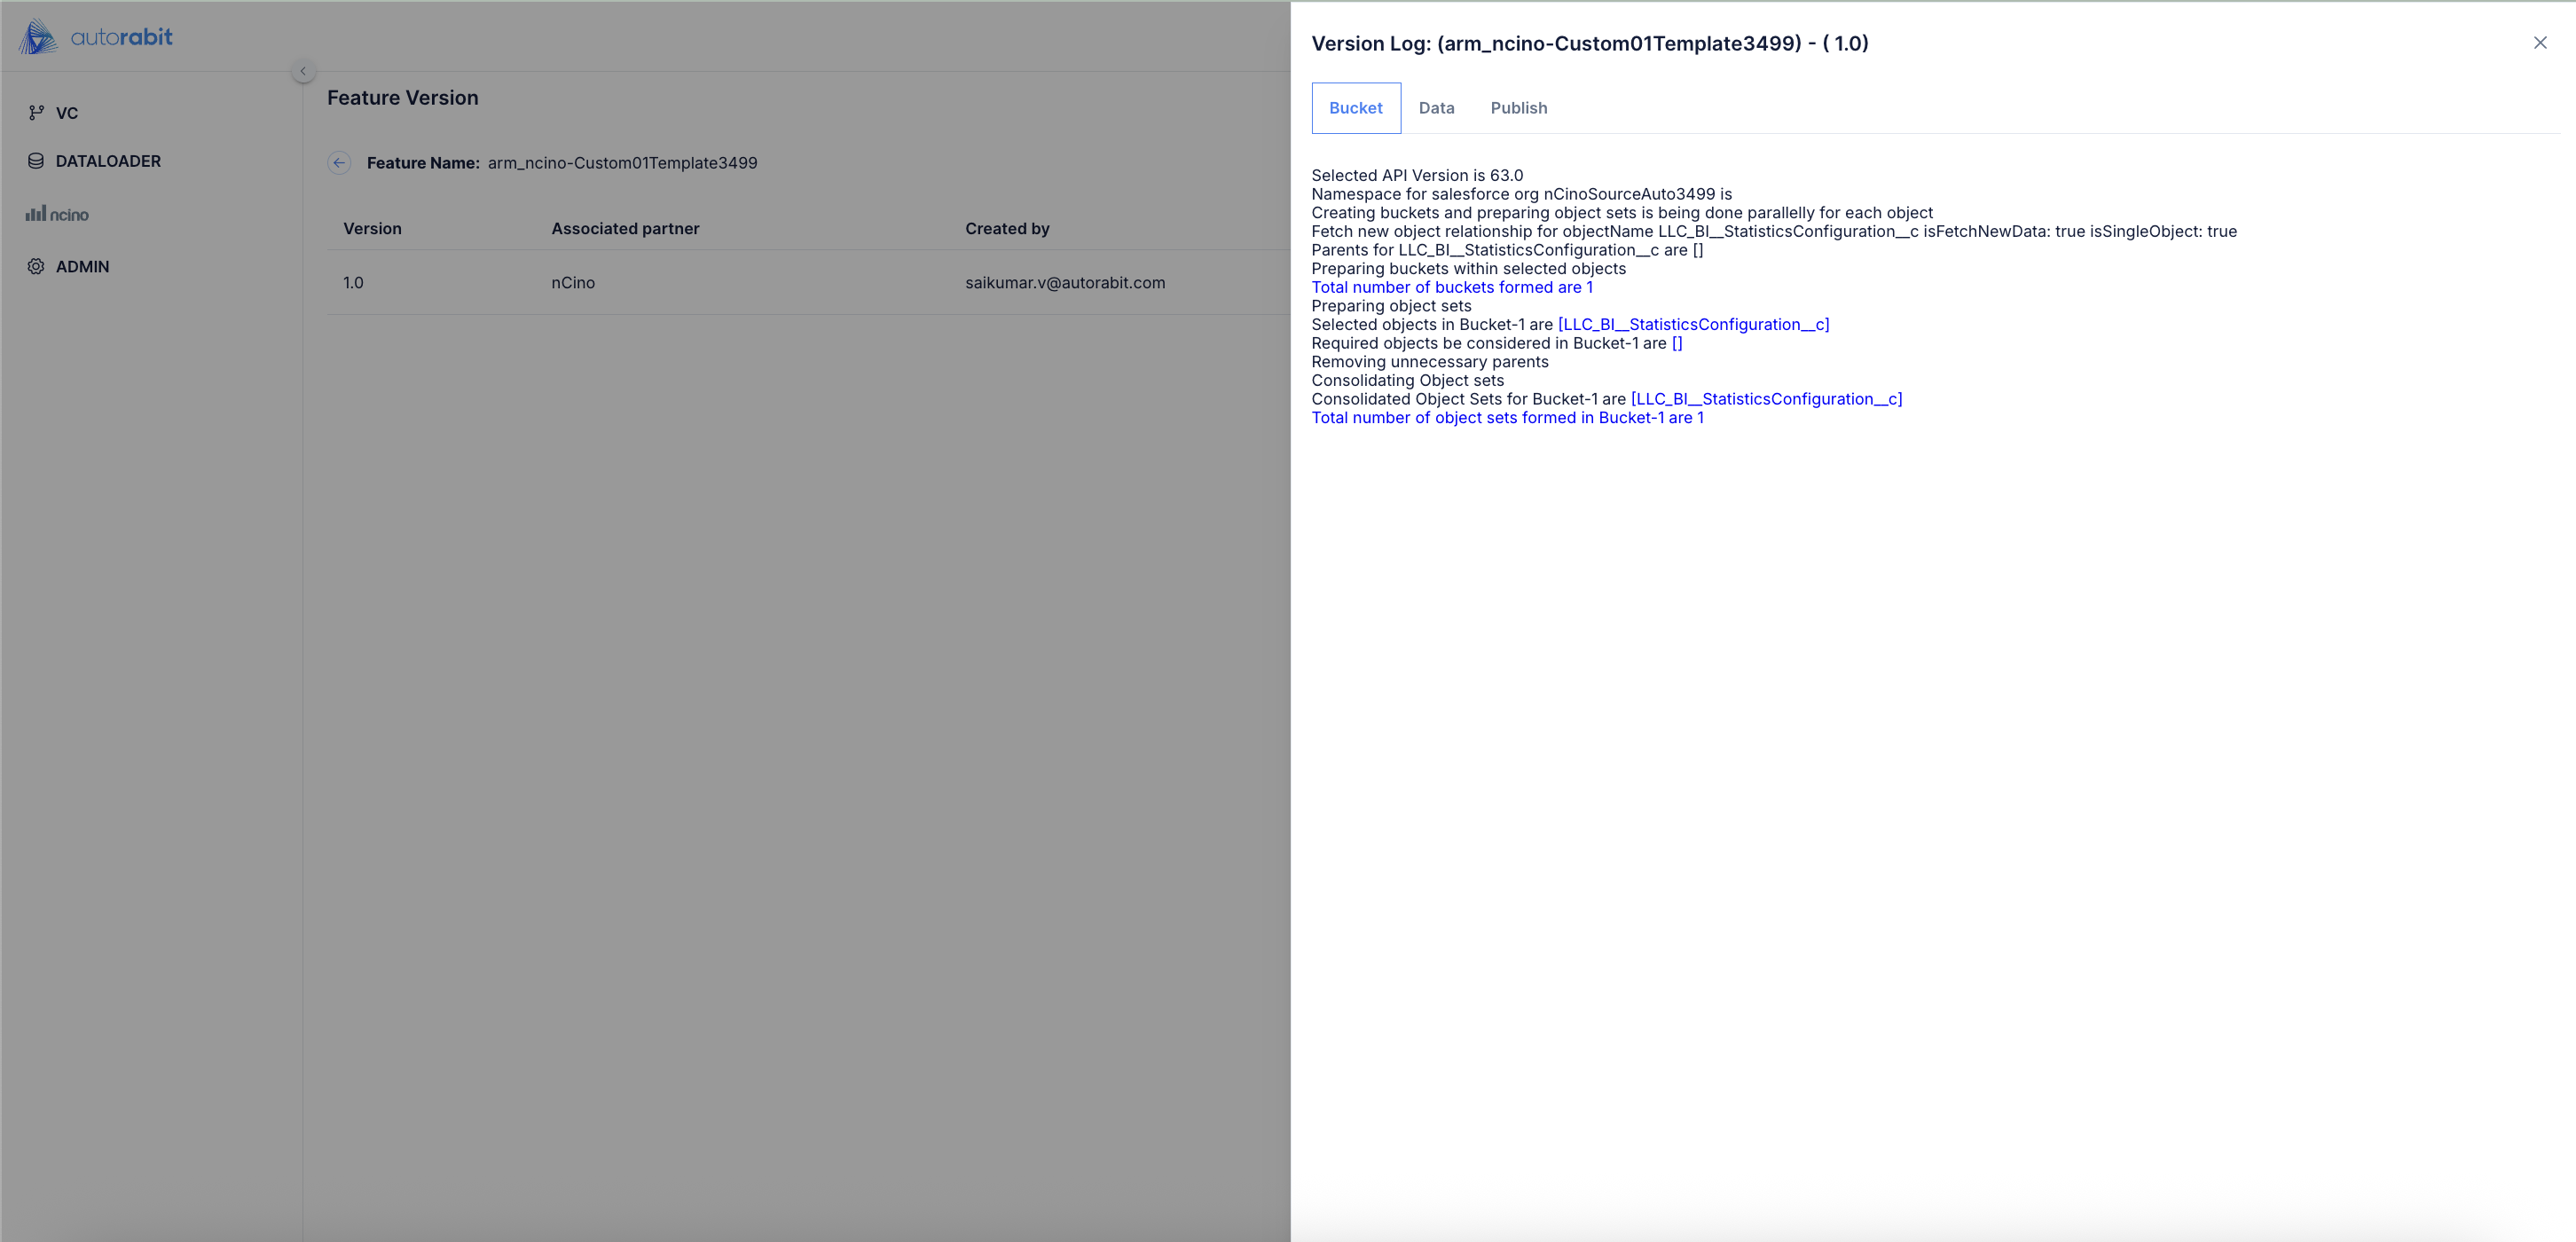 autorabit
VC
DATALOADER
ncino
ADMIN
Feature Version
Feature Name: arm_ncino-Custom01Template3499
Version Associated partner Created by
1.0 nCino saikumar.v@autorabit.com
Version Log: (arm_ncino-Custom01Template3499) - ( 1.0)
Bucket Data Publish
Selected API Version is 63.0
Namespace for salesforce org nCinoSourceAuto3499 is
Creating buckets and preparing object sets is being done parallelly for each object
Fetch new object relationship for objectName LLC_BI__StatisticsConfiguration__c isFetchNewData: true isSingleObject: true
Parents for LLC_BI__StatisticsConfiguration__c are []
Preparing buckets within selected objects
Total number of buckets formed are 1
Preparing object sets
Selected objects in Bucket-1 are [LLC_BI__StatisticsConfiguration__c]
Required objects be considered in Bucket-1 are []
Removing unnecessary parents
Consolidating Object sets
Consolidated Object Sets for Bucket-1 are [LLC_BI__StatisticsConfiguration__c]
Total number of object sets formed in Bucket-1 are 1